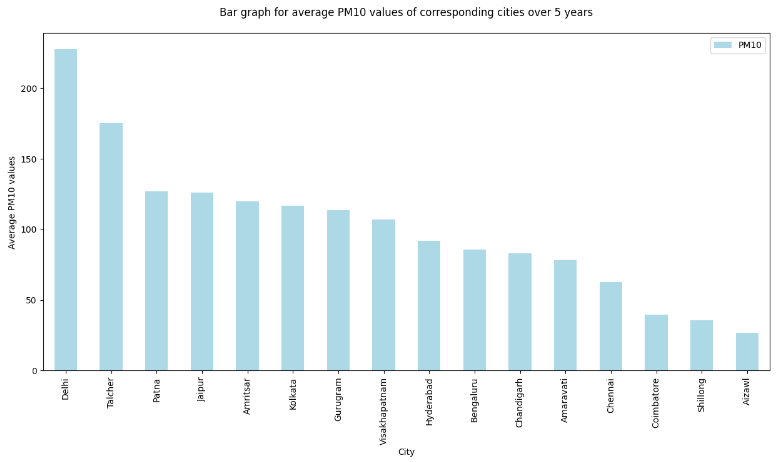 Bar graph for average PM10 values of corresponding cities over 5 years
PM10
200
150
100
50
0
Average PM10 values
Delhi
Talcher
Patna
Jaipur
Amritsar
Kolkata
Gurugram
Visakhapatnam
Hyderabad
Bengaluru
Chandigarh
Amaravati
Chennai
Coimbatore
Shillong
Aizawl
City